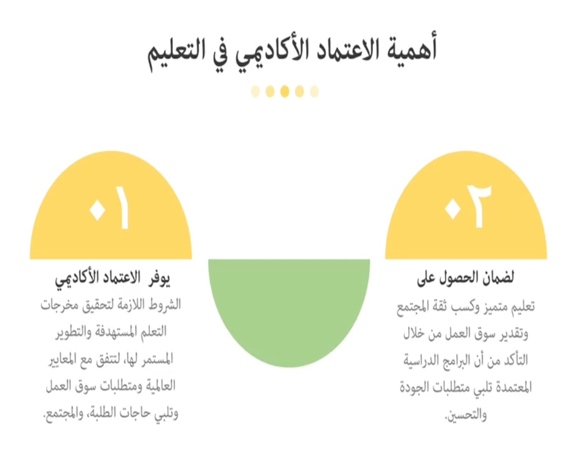 أهمية الاعتماد الأكاديمي في التعليم
٠١
يوفر الاعتماد الأكاديمي
الشروط اللازمة لتحقيق مخرجات
التعلم المستهدفة والتطوير
المستمر لها، لتتفق مع المعايير
العالمية ومتطلبات سوق العمل
وتلبي حاجات الطلبة، والمجتمع.
٠٢
لضمان الحصول على
تعليم متميز وكسب ثقة المجتمع
وتقدير سوق العمل من خلال
التأكد من أن البرامج الدراسية
المعتمدة تلبي متطلبات الجودة
والتحسين.